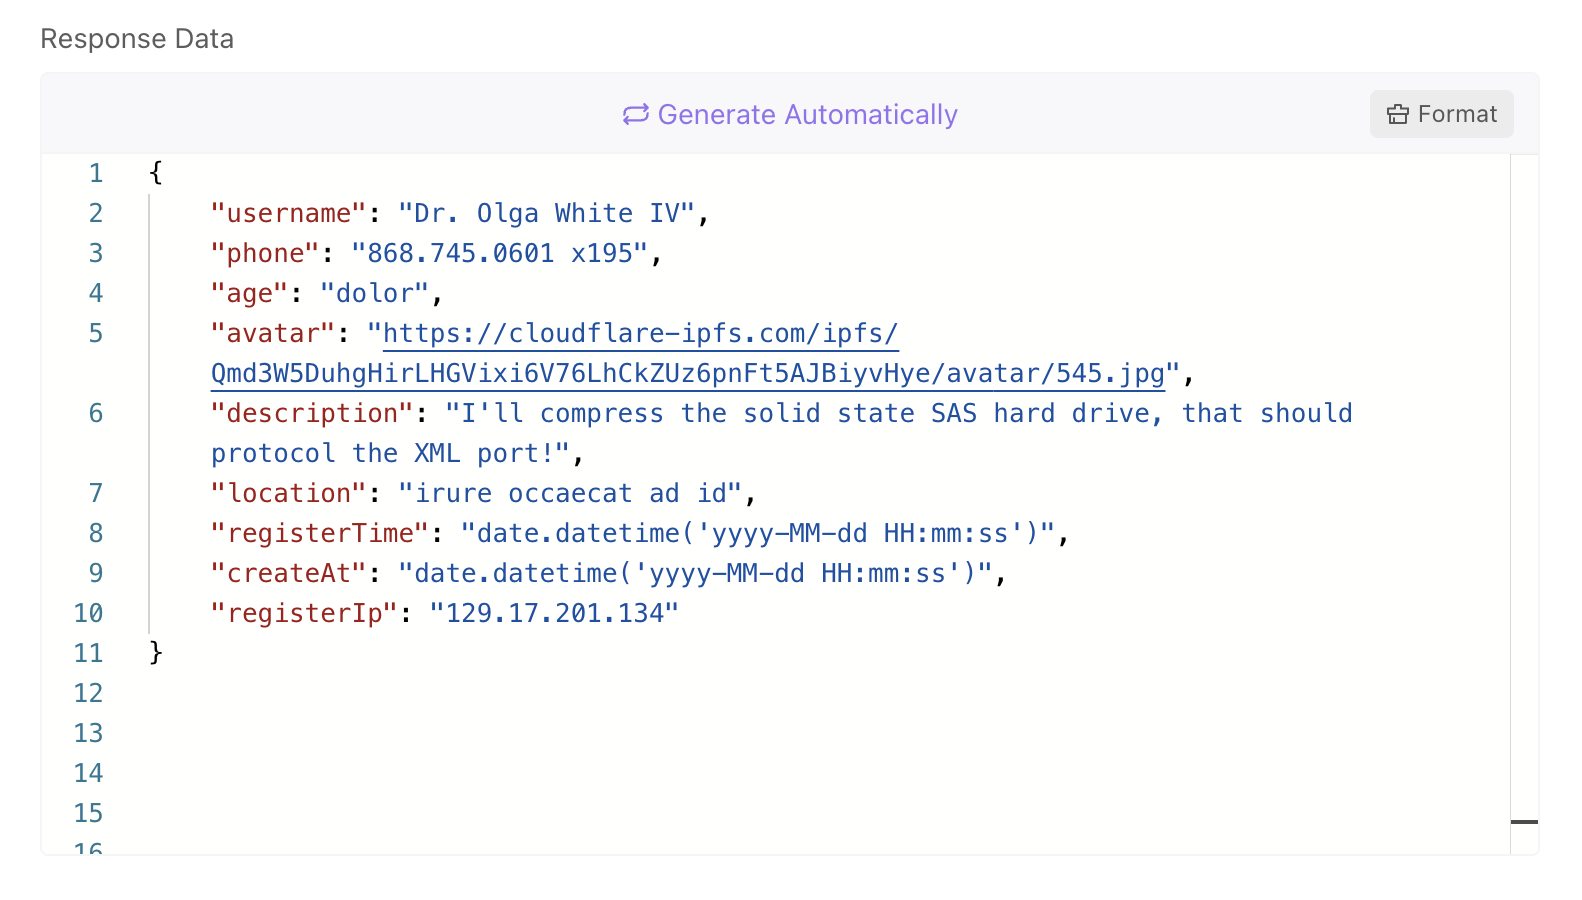 Response Data
Generate Automatically
Format
1 {
2 "username": "Dr. Olga White IV",
3 "phone": "868.745.0601 x195",
4 "age": "dolor",
5 "avatar": "https://cloudflare-ipfs.com/ipfs/
Qmd3W5DuhgHirLHGVixi6V76LhCkZUz6pnFt5AJBiyvHye/avatar/545.jpg",
6 "description": "I'll compress the solid state SAS hard drive, that should
protocol the XML port!",
7 "location": "irure occaecat ad id",
8 "registerTime": "date.datetime('yyyy-MM-dd HH:mm:ss')",
9 "createAt": "date.datetime('yyyy-MM-dd HH:mm:ss')",
10 "registerIp": "129.17.201.134"
11 }
12
13
14
15
16